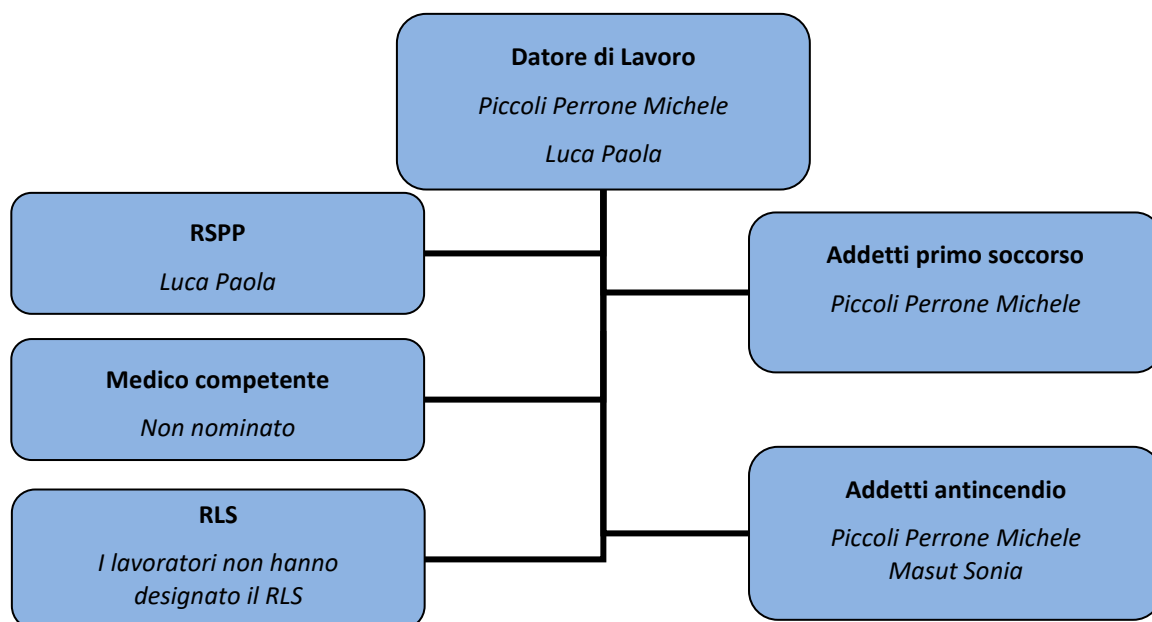 Datore di Lavoro
Piccoli Perrone Michele
Luca Paola
RSPP
Luca Paola
Addetti primo soccorso
Piccoli Perrone Michele
Medico competente
Non nominato
RLS
I lavoratori non hanno
designato il RLS
Addetti antincendio
Piccoli Perrone Michele
Masut Sonia